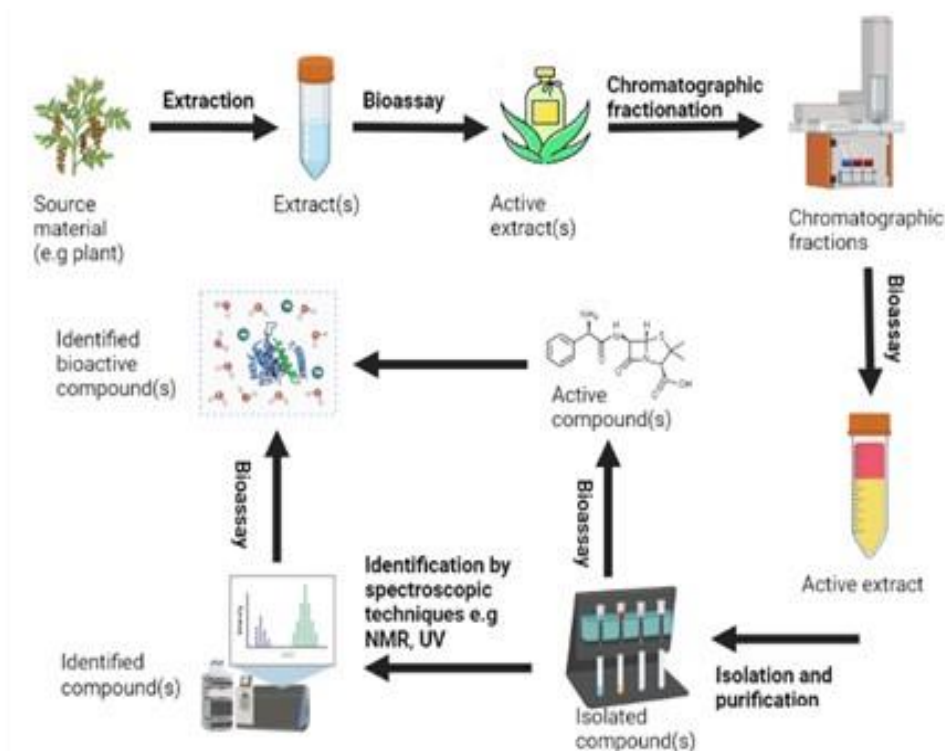 Extraction
Bioassay
Chromatographic
fractionation
Source
material
(e.g plant)
Extract(s)
Active
extract(s)
Chromatographic
fractions
Bioassay
Identified
bioactive
compound(s)
Active
compound(s)
Bioassay
Bioassay
Active extract
Identification by
spectroscopic
techniques e.g
NMR, UV
Identified
compound(s)
Isolated
compound(s)
Isolation and
purification